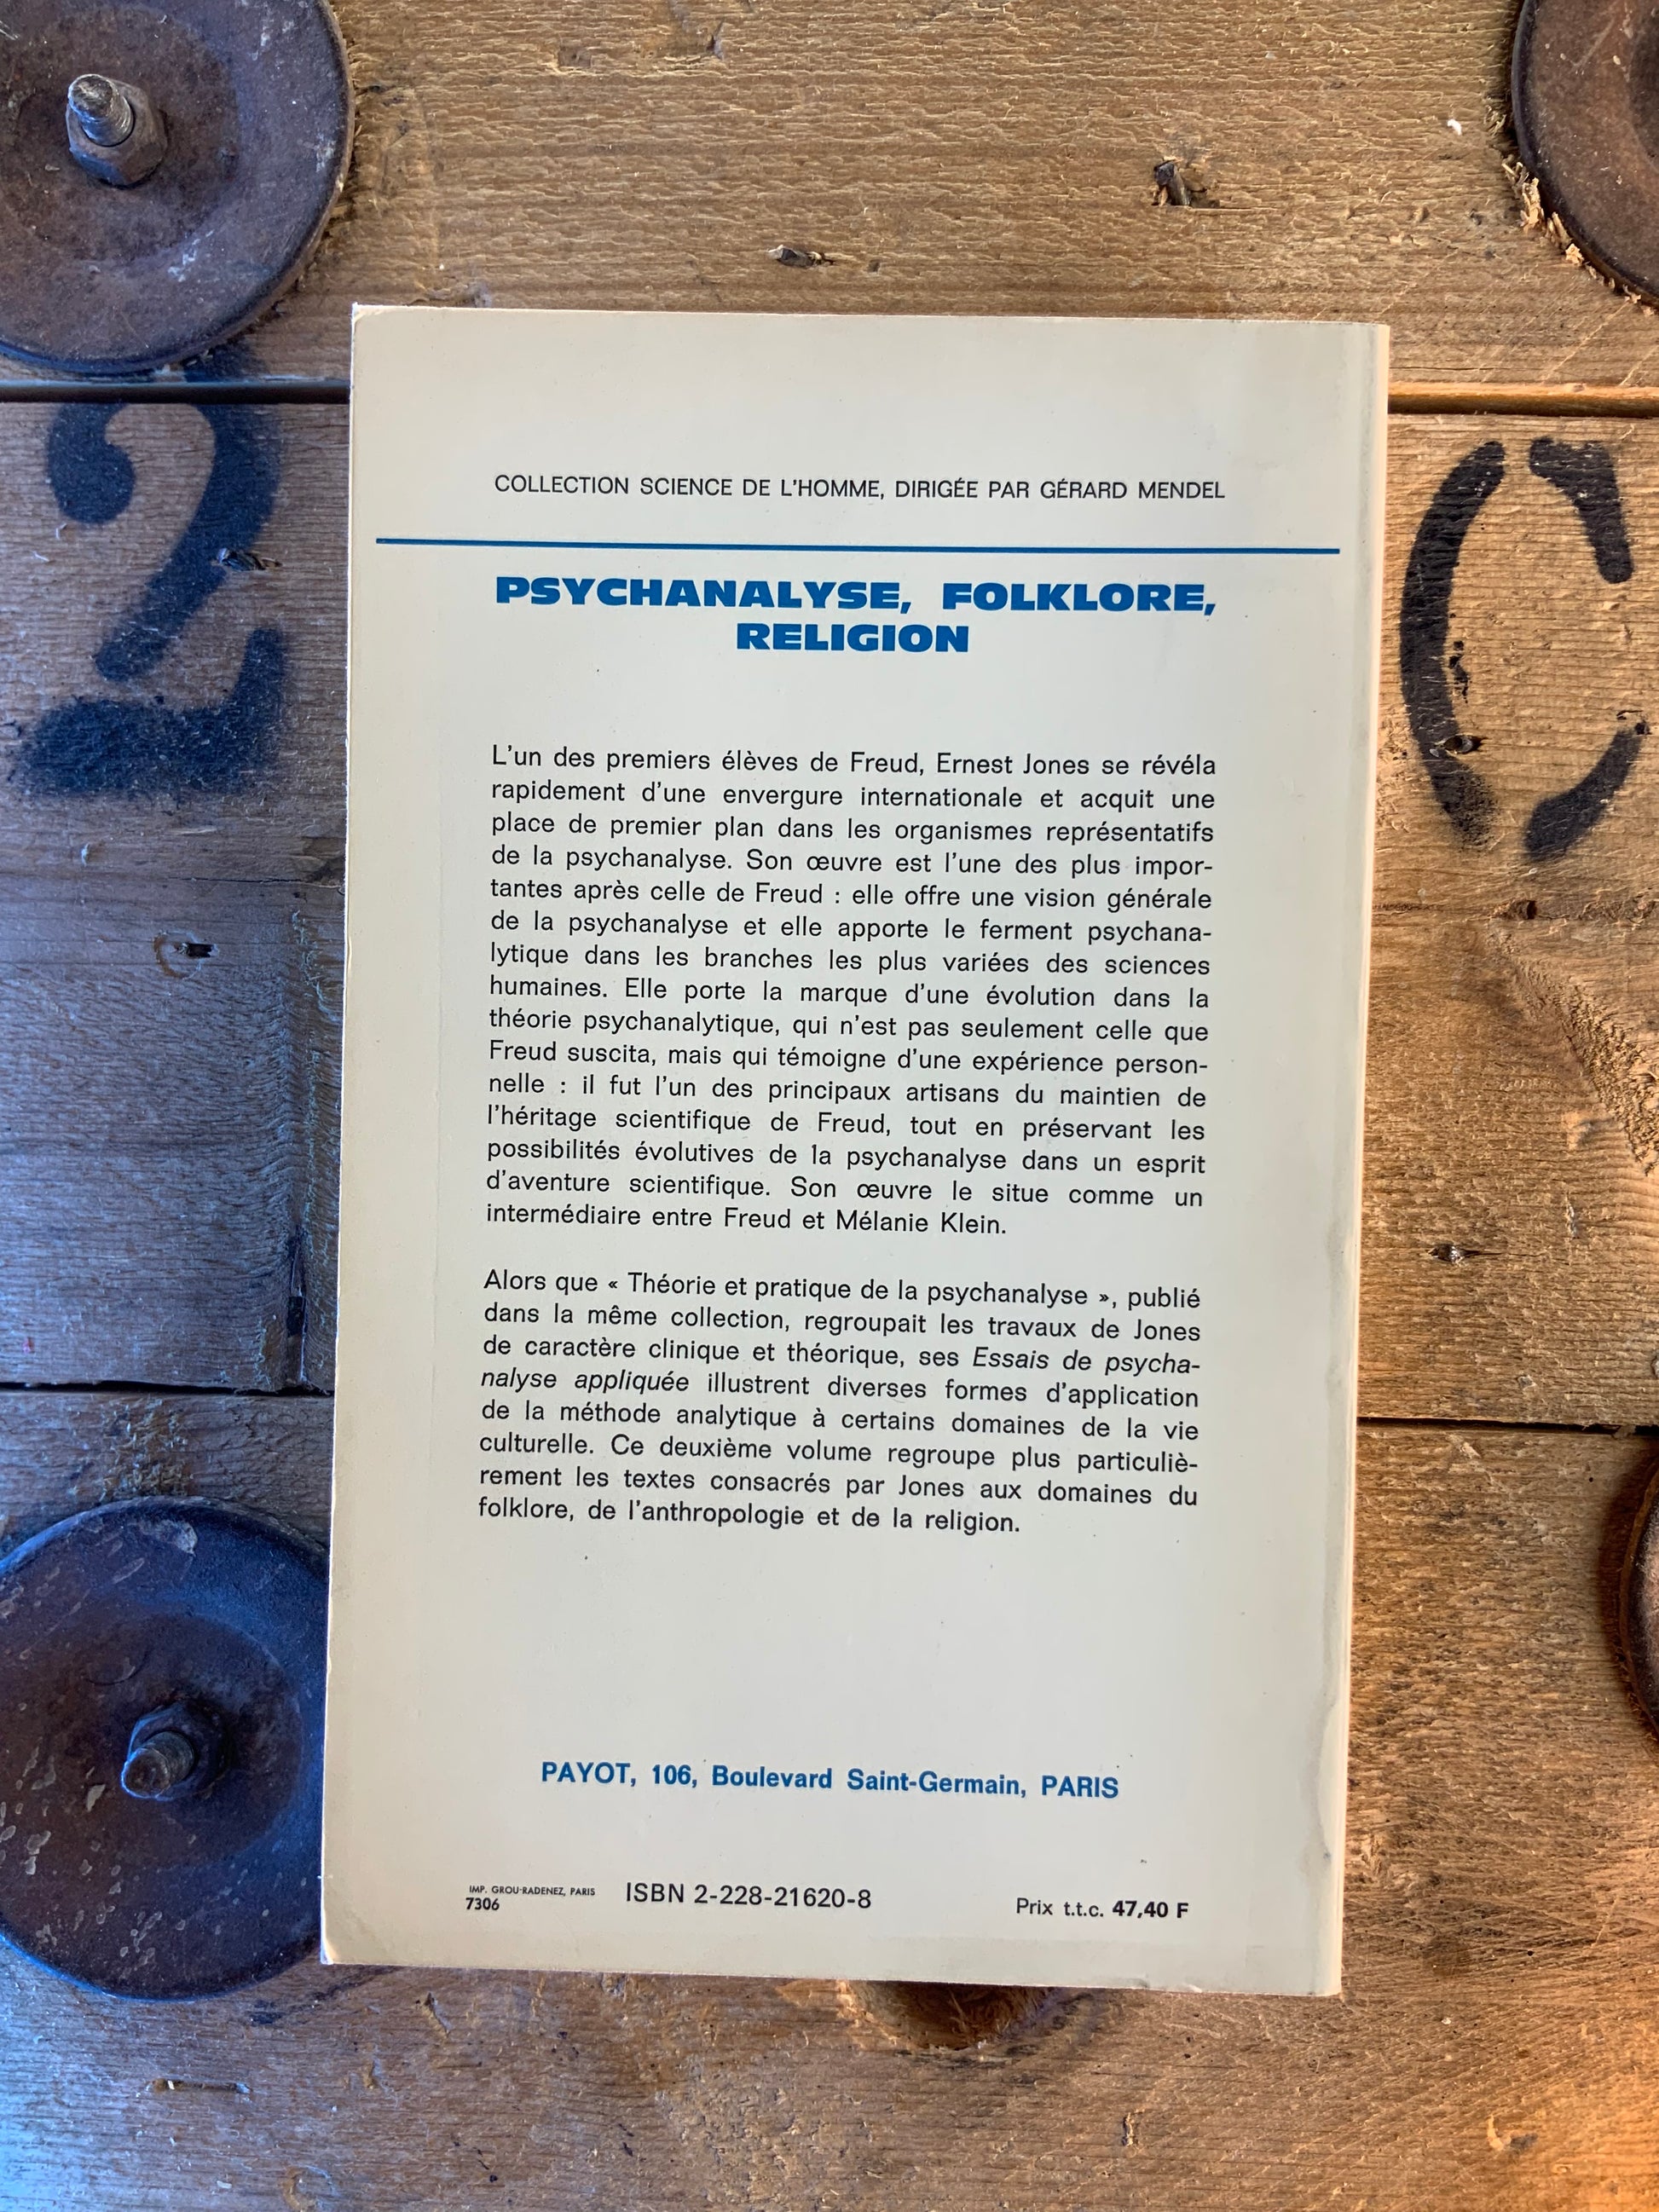 2
C
COLLECTION SCIENCE DE L'HOMME, DIRIGÉE PAR GÉRARD MENDEL
PSYCHANALYSE, FOLKLORE,
RELIGION
L'un des premiers élèves de Freud, Ernest Jones se révéla
rapidement d'une envergure internationale et acquit une
place de premier plan dans les organismes représentatifs
de la psychanalyse. Son œuvre est l'une des plus impor-
tantes après celle de Freud : elle offre une vision générale
de la psychanalyse et elle apporte le ferment psychana-
lytique dans les branches les plus variées des sciences
humaines. Elle porte la marque d'une évolution dans la
théorie psychanalytique, qui n'est pas seulement celle que
Freud suscita, mais qui témoigne d'une expérience person-
nelle : il fut l'un des principaux artisans du maintien de
l'héritage scientifique de Freud, tout en préservant les
possibilités évolutives de la psychanalyse dans un esprit
d'aventure scientifique. Son œuvre le situe comme un
intermédiaire entre Freud et Mélanie Klein.
Alors que « Théorie et pratique de la psychanalyse », publié
dans la même collection, regroupait les travaux de Jones
de caractère clinique et théorique, ses Essais de psycha-
nalyse appliquée illustrent diverses formes d'application
de la méthode analytique à certains domaines de la vie
culturelle. Ce deuxième volume regroupe plus particuliè-
rement les textes consacrés par Jones aux domaines du
folklore, de l'anthropologie et de la religion.
PAYOT, 106, Boulevard Saint-Germain, PARIS
IMP. GROU-RADENEZ, PARIS
7306
ISBN 2-228-21620-8
Prix t.t.c. 47,40 F